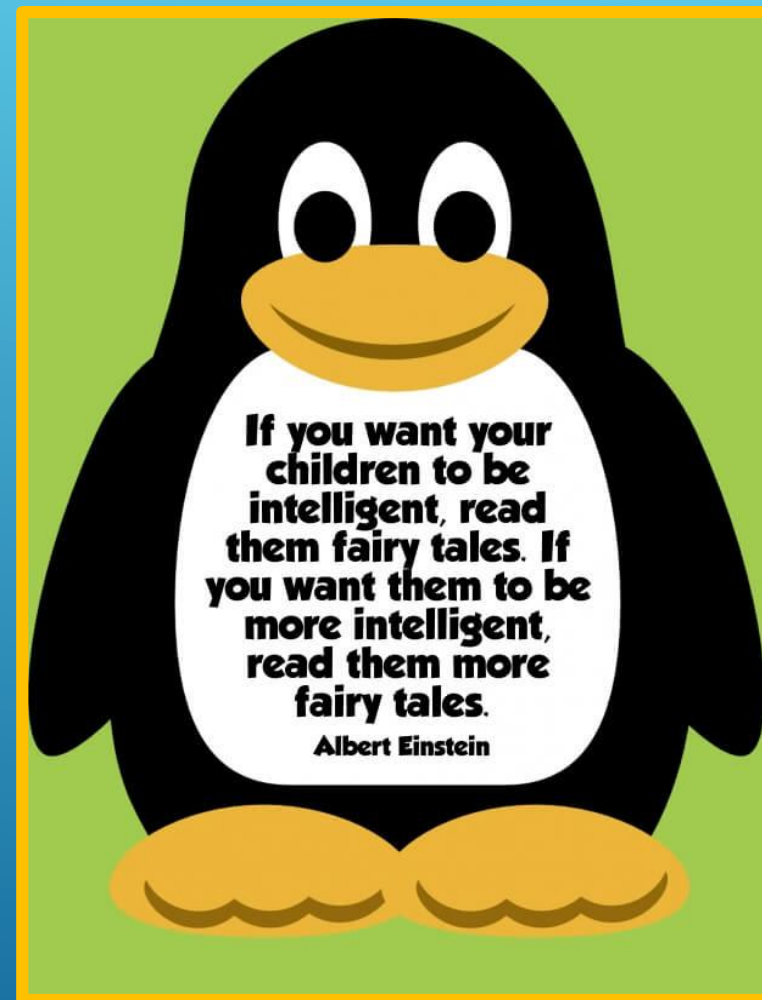 If you want your
children to be
intelligent, read
them fairy tales. If
you want them to be
more intelligent,
read them more
fairy tales.
Albert Einstein